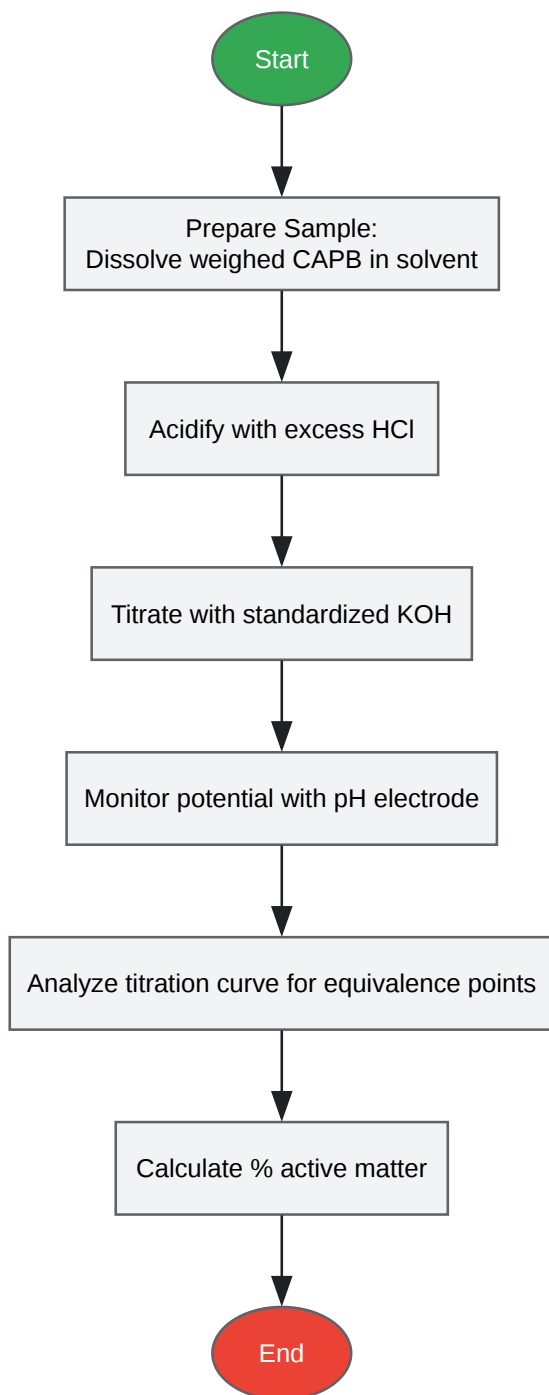 Start
Prepare Sample:
Dissolve weighed CAPB in solvent
Acidify with excess HCl
Titrate with standardized KOH
Monitor potential with pH electrode
Analyze titration curve for equivalence points
Calculate % active matter
End